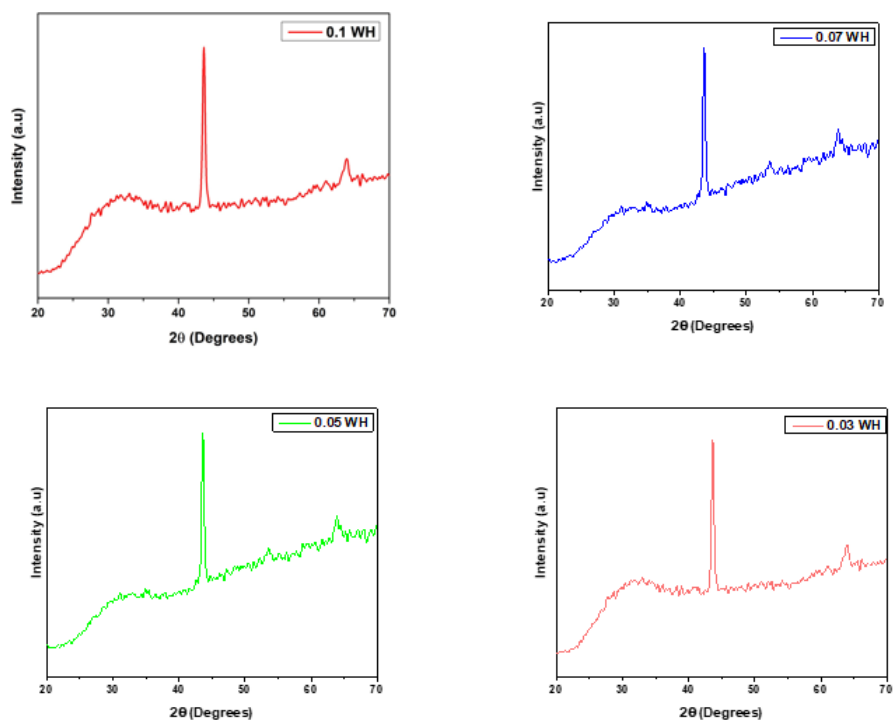 0.1 WH
Intensity (a.u)
20 30 40 50 60 70
2θ (Degrees)
0.07 WH
Intensity (a.u)
20 30 40 50 60 70
2θ (Degrees)
0.05 WH
Intensity (a.u)
20 30 40 50 60 70
2θ (Degrees)
0.03 WH
Intensity (a.u)
20 30 40 50 60 70
2θ (Degrees)